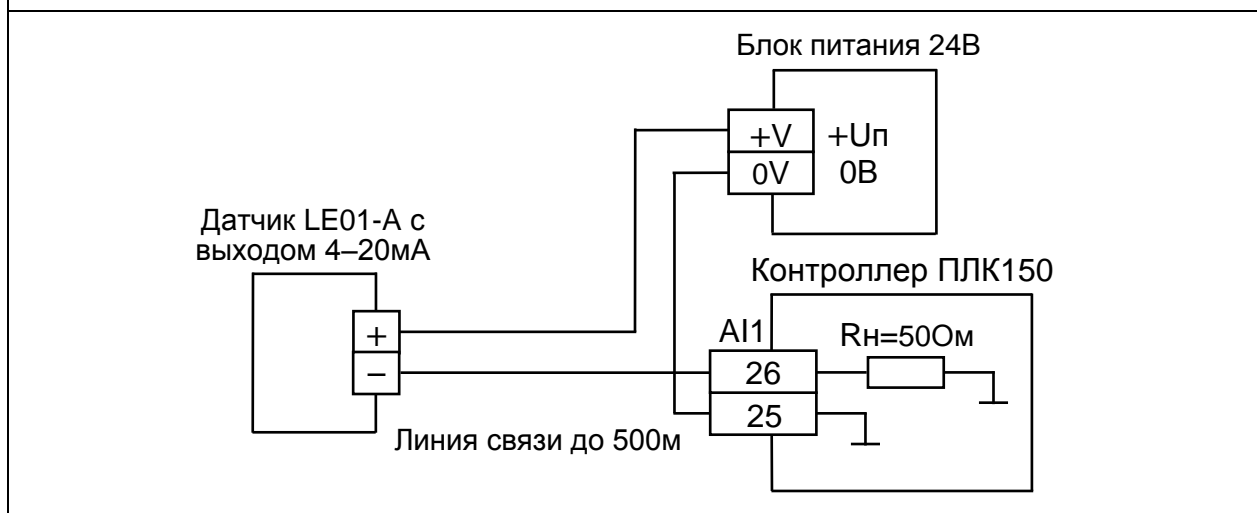 Блок питания 24В
+V +Uп
0V 0В
Датчик LE01-А с
выходом 4–20мА
Контроллер ПЛК150
+
–
AI1
Rн=50Ом
26
25
Линия связи до 500м